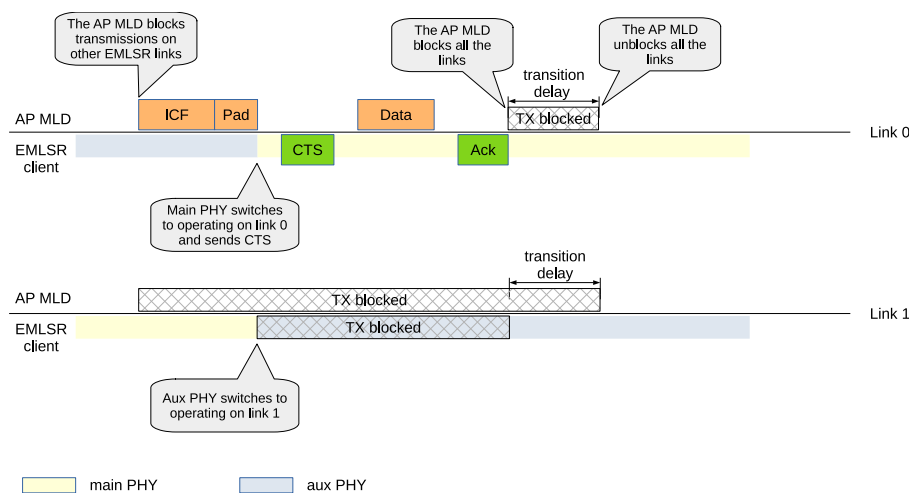 The AP MLD blocks
transmissions on
other EMLSR links
The AP MLD
blocks all the
links
The AP MLD
unblocks all the
links
transition
delay
ICF
Pad
Data
TX blocked
AP MLD
Link 0
EMLSR
client
CTS
Ack
Main PHY switches
to operating on link 0
and sends CTS
transition
delay
AP MLD
TX blocked
Link 1
EMLSR
client
TX blocked
Aux PHY switches to
operating on link 1
main PHY
aux PHY